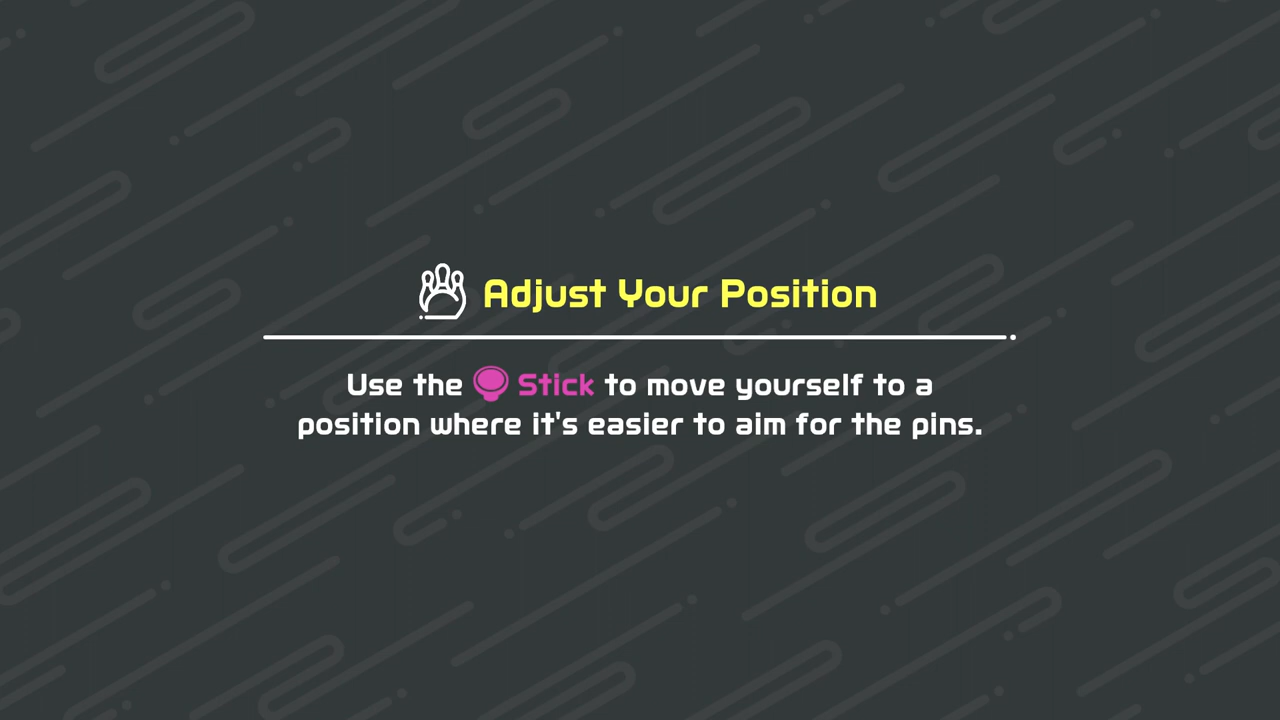 Adjust Your Position
Use the Stick to move yourself to a
position where it's easier to aim for the pins.